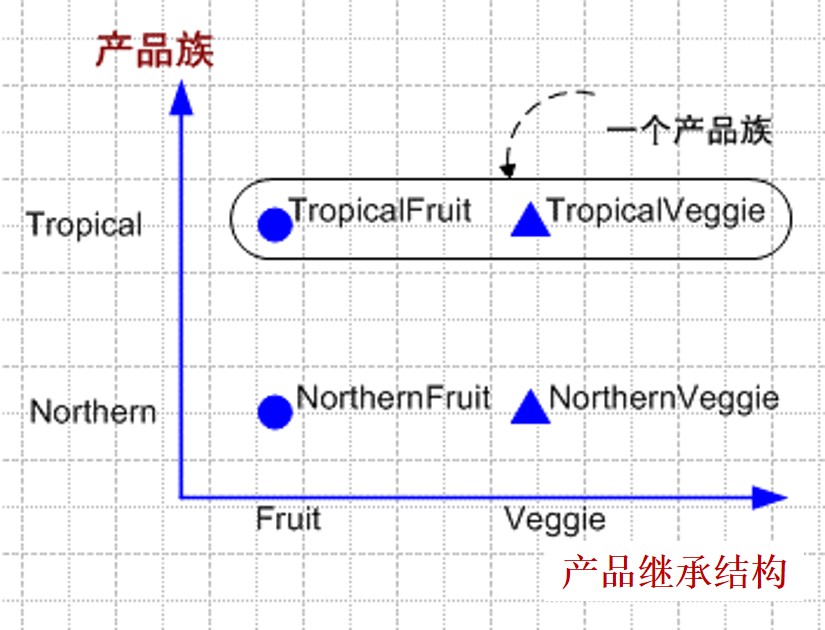 产品族
一个产品族
Tropical
TropicalFruit
TropicalVeggie
Northern
NorthernFruit
NorthernVeggie
Fruit
Veggie
产品继承结构